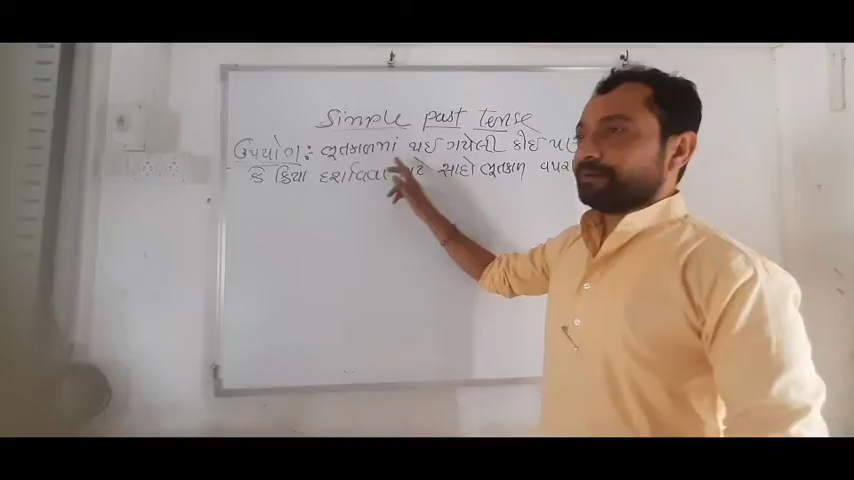 Simple past Tense
ઉપયોગ : ભૂતકાળમાં થઈ ગયેલી કોઈ પણ
કે ક્રિયા દર્શાવવા માટે સાદો ભૂતકાળ વપરા